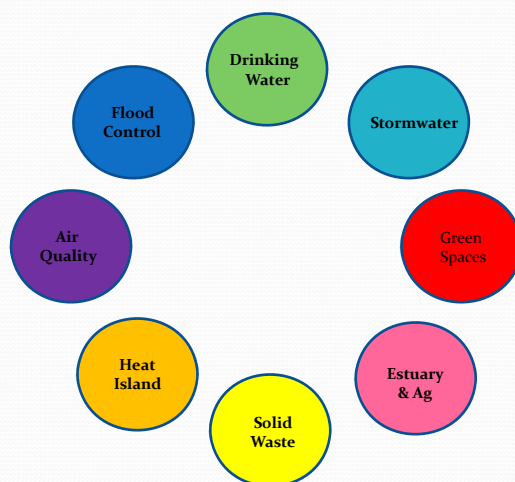 Drinking
Water
Flood
Control
Stormwater
Air
Quality
Green
Spaces
Heat
Island
Estuary
& Ag
Solid
Waste